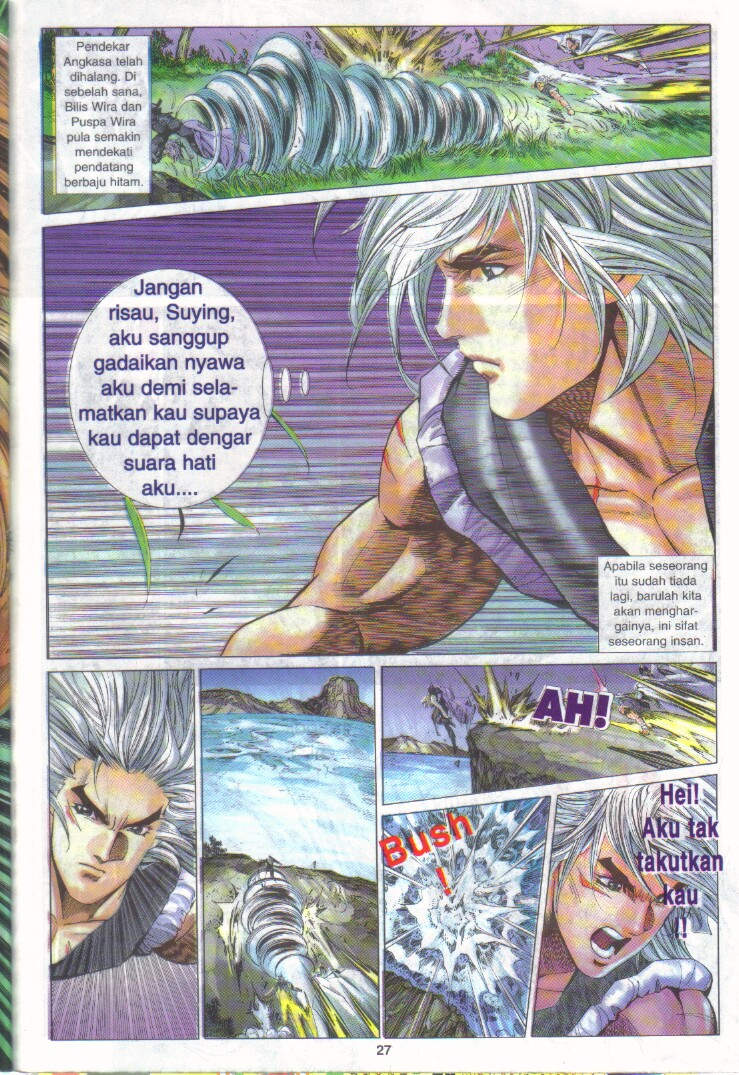 Pendekar
Angkasa telah
dihalang. Di
sebelah sana,
Bilis Wira dan
Puspa Wira
pula semakin
mendekati
pendatang
berbaju hitam.
Jangan
risau, Suying,
aku sanggup
gadaikan nyawa
aku demi sela-
matkan kau supaya
kau dapat dengar
suara hati
aku....
Apabila seseorang
itu sudah tiada
lagi, barulah kita
akan menghar-
gainya, ini sifat
seseorang insan.
AH!
Bush
!
Hei!
Aku tak
takutkan
kau
!!
27